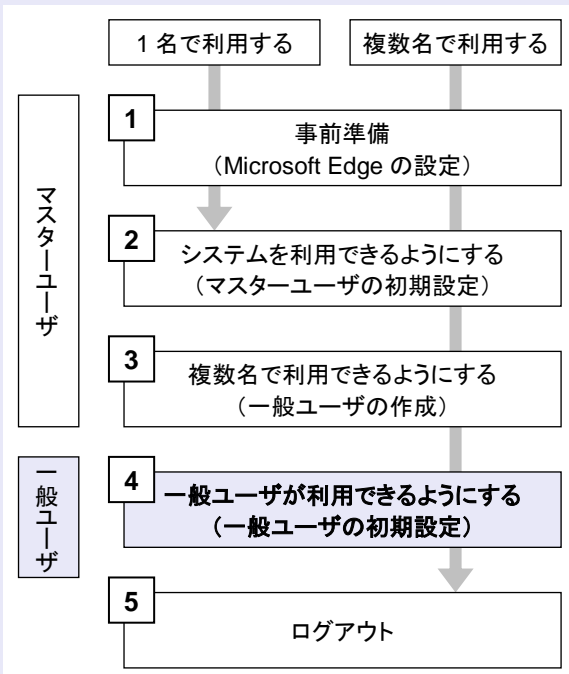 1 名で利用する
複数名で利用する
マスターユーザ
1
事前準備
（Microsoft Edge の設定）
2
システムを利用できるようにする
（マスターユーザの初期設定）
3
複数名で利用できるようにする
（一般ユーザの作成）
一般ユーザ
4
一般ユーザが利用できるようにする
（一般ユーザの初期設定）
5
ログアウト